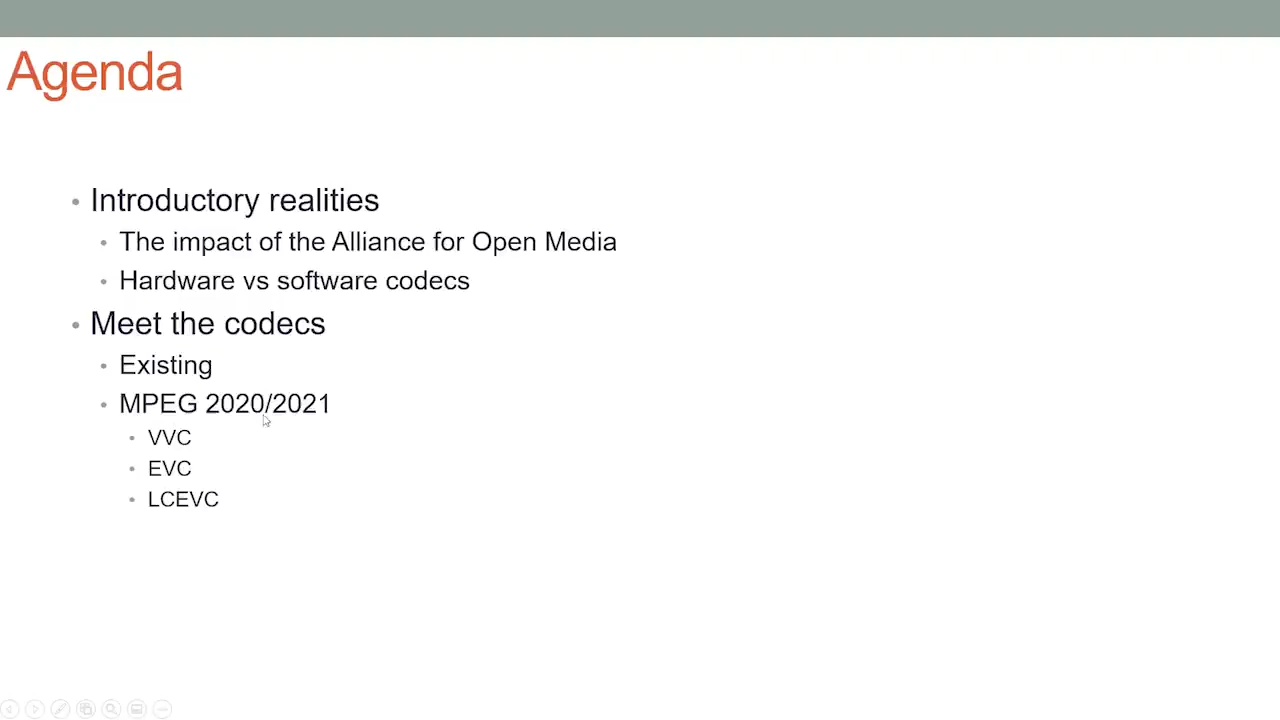 Agenda
Introductory realities
The impact of the Alliance for Open Media
Hardware vs software codecs
Meet the codecs
Existing
MPEG 2020/2021
VVC
EVC
LCEVC